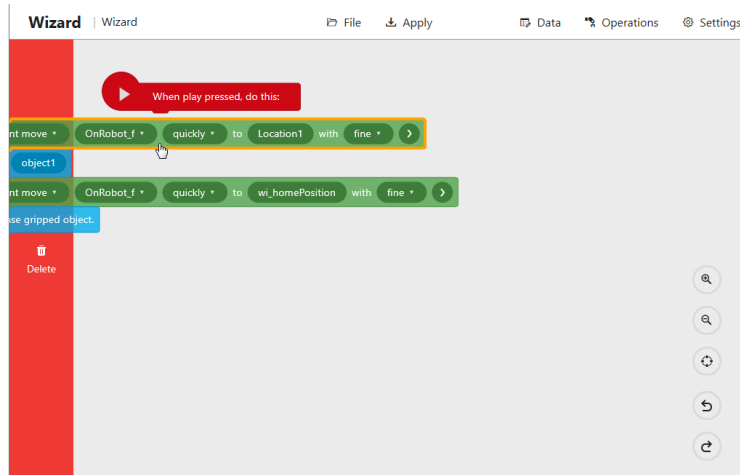 Wizard | Wizard File Apply Data Operations Settings
When play pressed, do this:
nt move OnRobot_f quickly to Location1 with fine
object1
nt move OnRobot_f quickly to wi_homePosition with fine
se gripped object.
Delete